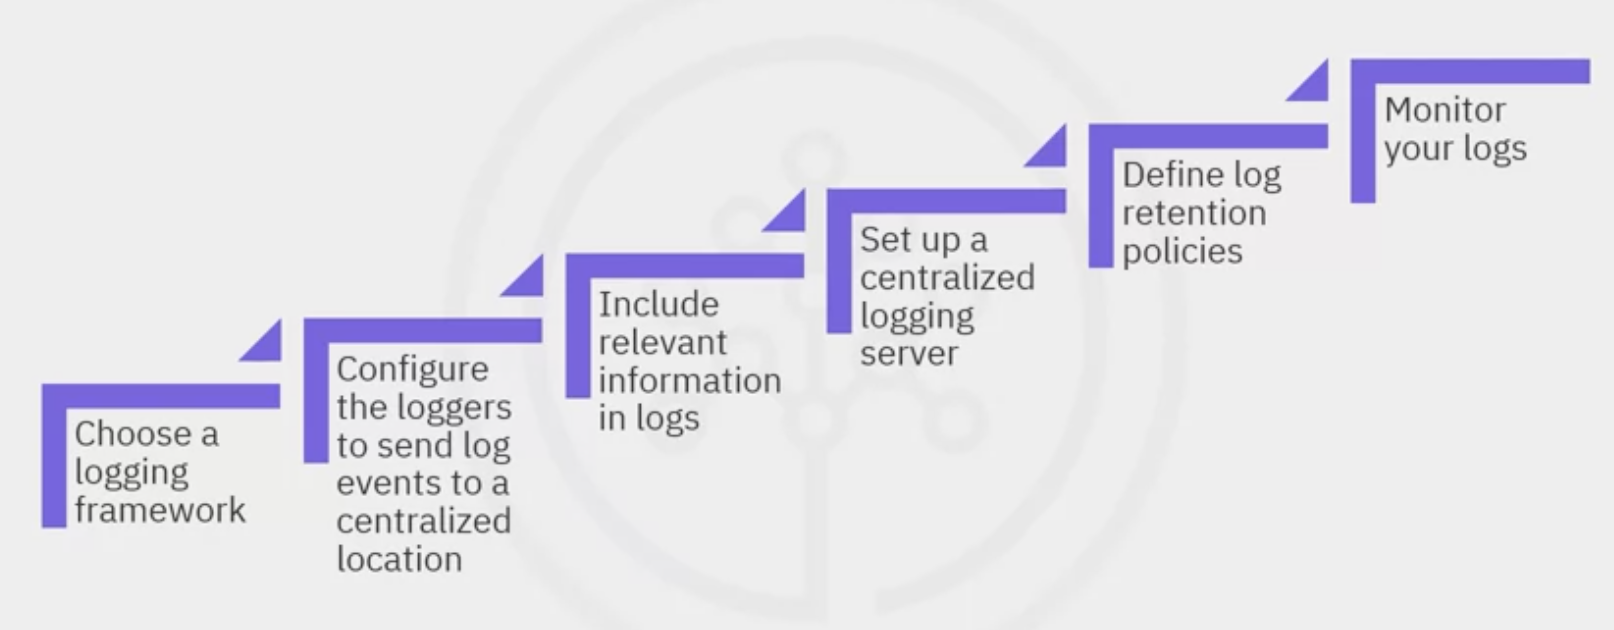 Choose a
logging
framework
Configure
the loggers
to send log
events to a
centralized
location
Include
relevant
information
in logs
Set up a
centralized
logging
server
Define log
retention
policies
Monitor
your logs